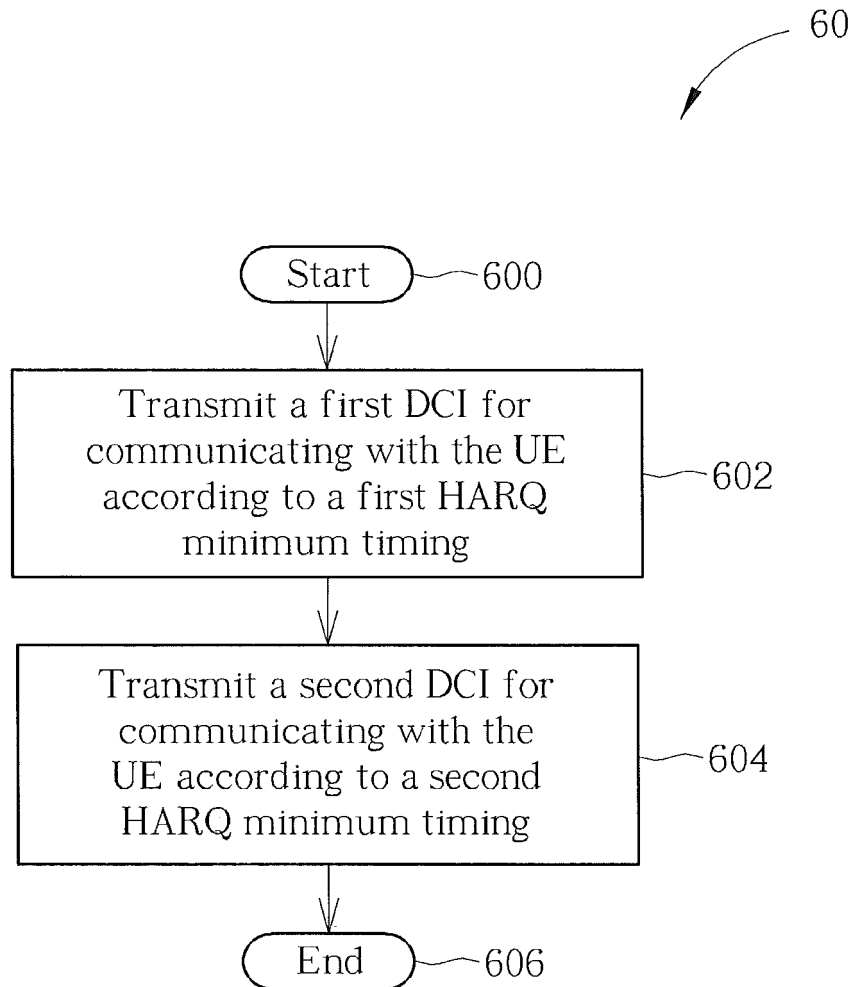 60
Start
600
Transmit a first DCI for
communicating with the UE
according to a first HARQ
minimum timing
602
Transmit a second DCI for
communicating with the
UE according to a second
HARQ minimum timing
604
End
606